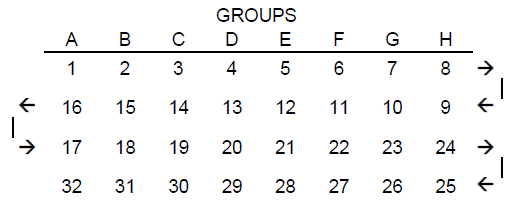 GROUPS
A B C D E F G H
1 2 3 4 5 6 7 8 →
← 16 15 14 13 12 11 10 9 ←
→ 17 18 19 20 21 22 23 24 →
32 31 30 29 28 27 26 25 ←